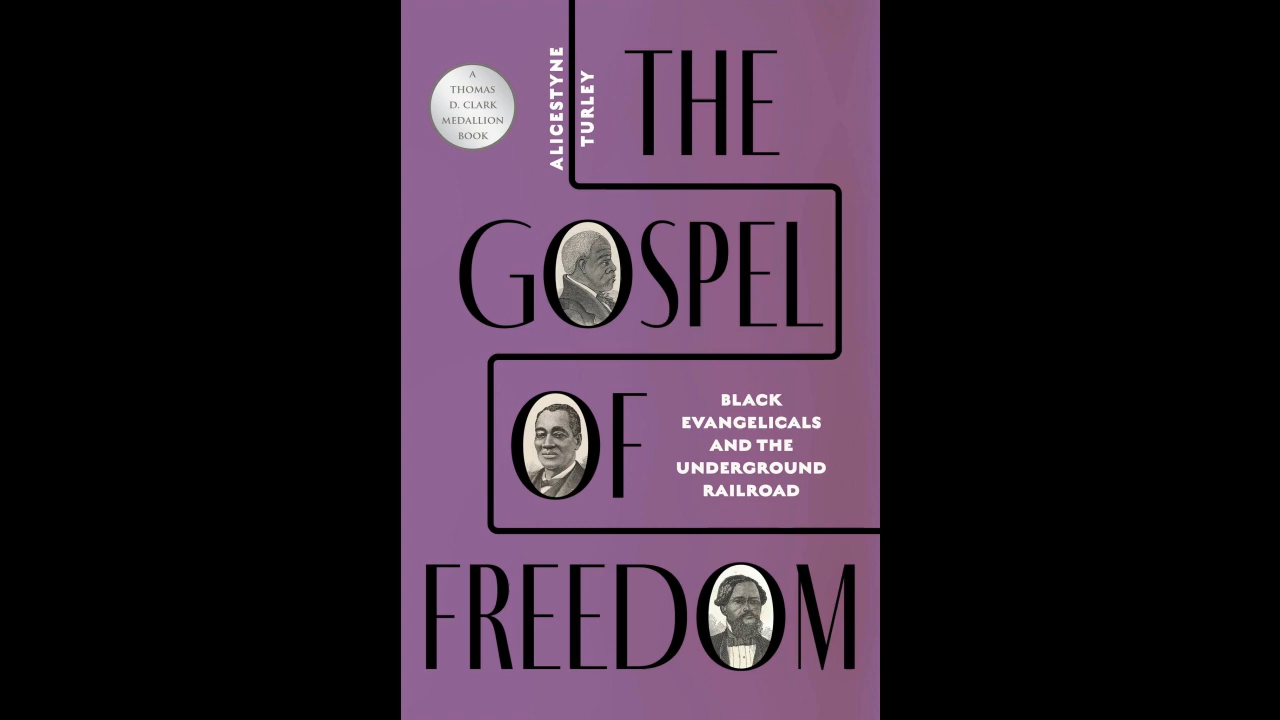 A
THOMAS
D. CLARK
MEDALLION
BOOK
ALICESTYNE
TURLEY
THE
GOSPEL
OF
BLACK
EVANGELICALS
AND THE
UNDERGROUND
RAILROAD
FREEDOM